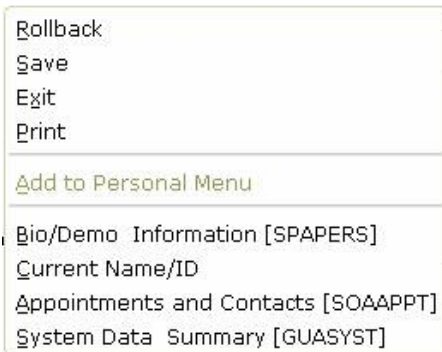 Rollback
Save
Exit
Print
Add to Personal Menu
Bio/Demo Information [SPAPERS]
Current Name/ID
Appointments and Contacts [SOAAPPT]
System Data Summary [GUASYST]